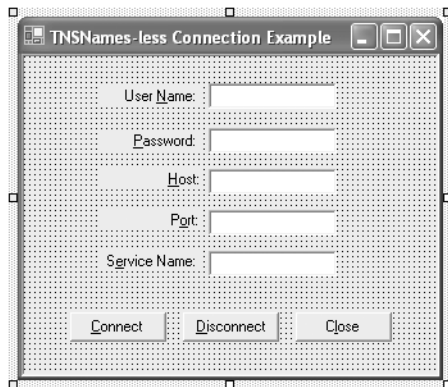 TNSNames-less Connection Example
User Name:
Password:
Host:
Port:
Service Name:
Connect Disconnect Close